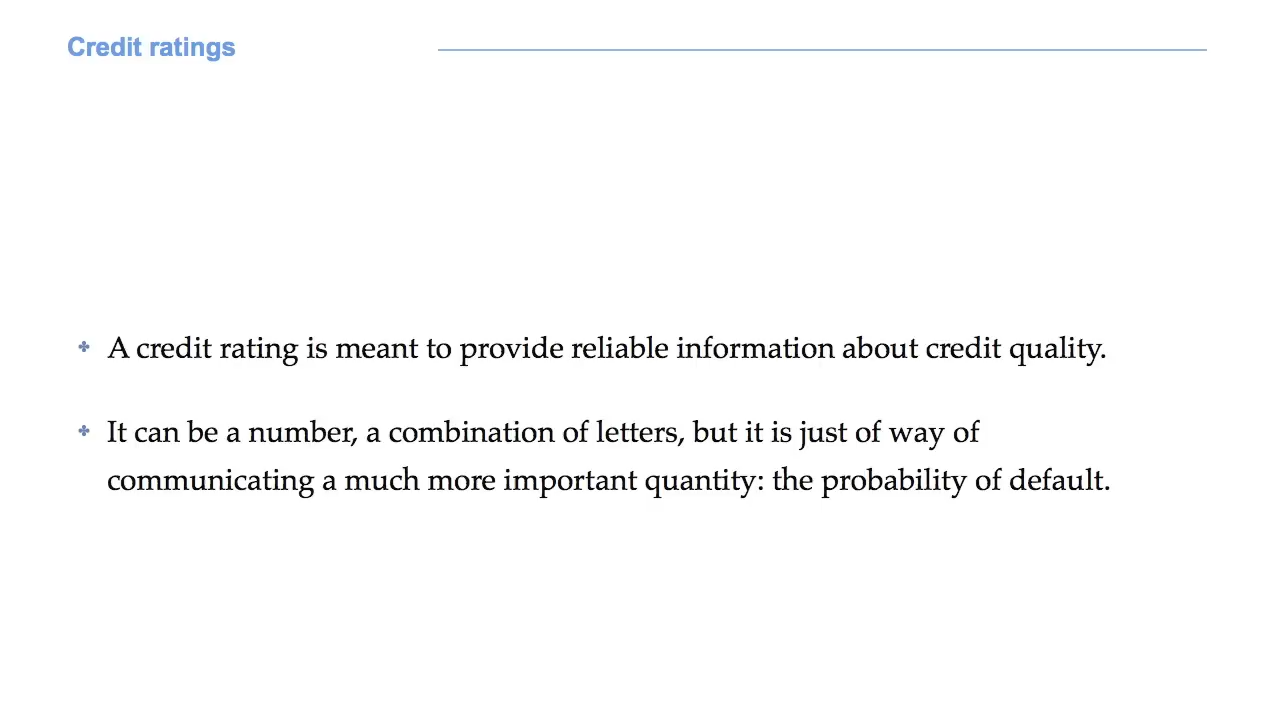 Credit ratings
A credit rating is meant to provide reliable information about credit quality.
It can be a number, a combination of letters, but it is just of way of
communicating a much more important quantity: the probability of default.